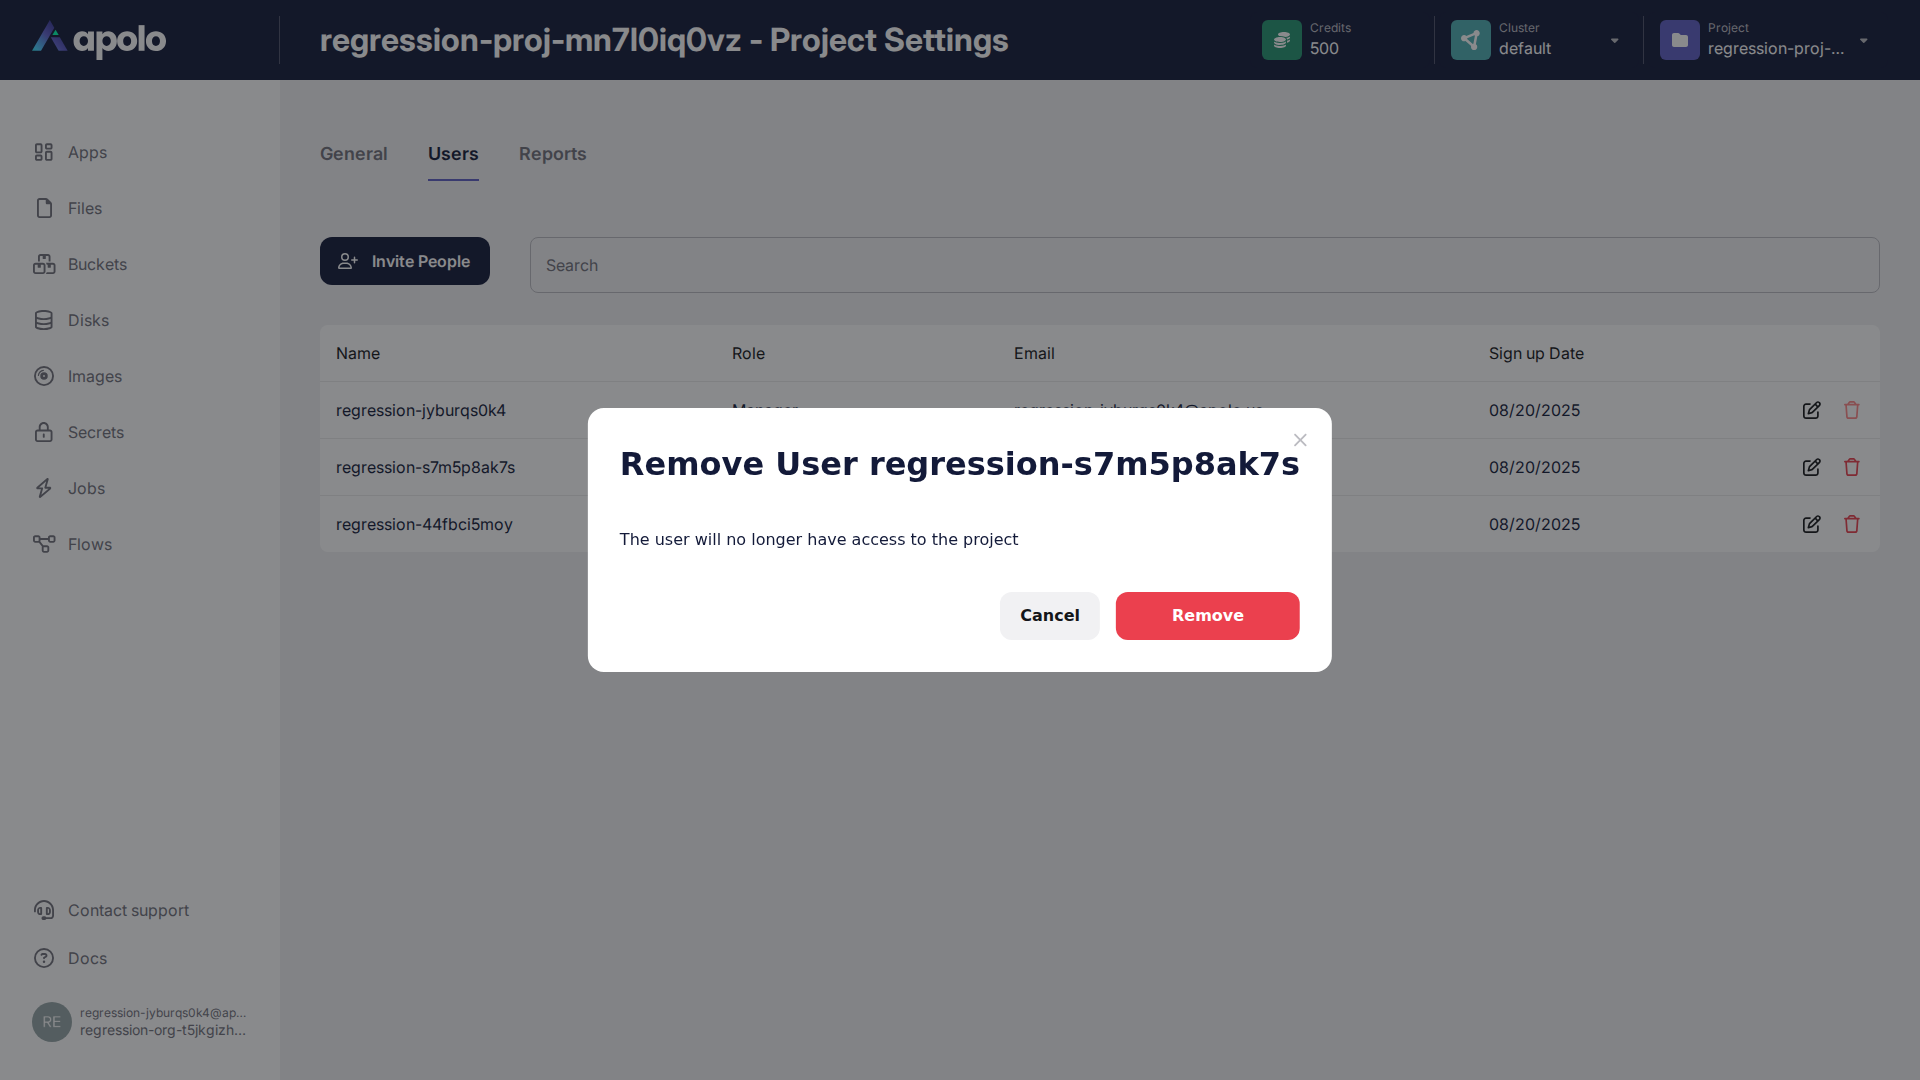 apolo
regression-proj-mn7l0iq0vz - Project Settings
Credits
500
Cluster
default
Project
regression-proj-...
Apps
Files
Buckets
Disks
Images
Secrets
Jobs
Flows
Contact support
Docs
RE
regression-jyburqs0k4@ap...
regression-org-t5jkgizh...
General Users Reports
Invite People
Search
Name Role Email Sign up Date
regression-jyburqs0k4 08/20/2025
regression-s7m5p8ak7s 08/20/2025
regression-44fbci5moy 08/20/2025
Remove User regression-s7m5p8ak7s
The user will no longer have access to the project
Cancel Remove